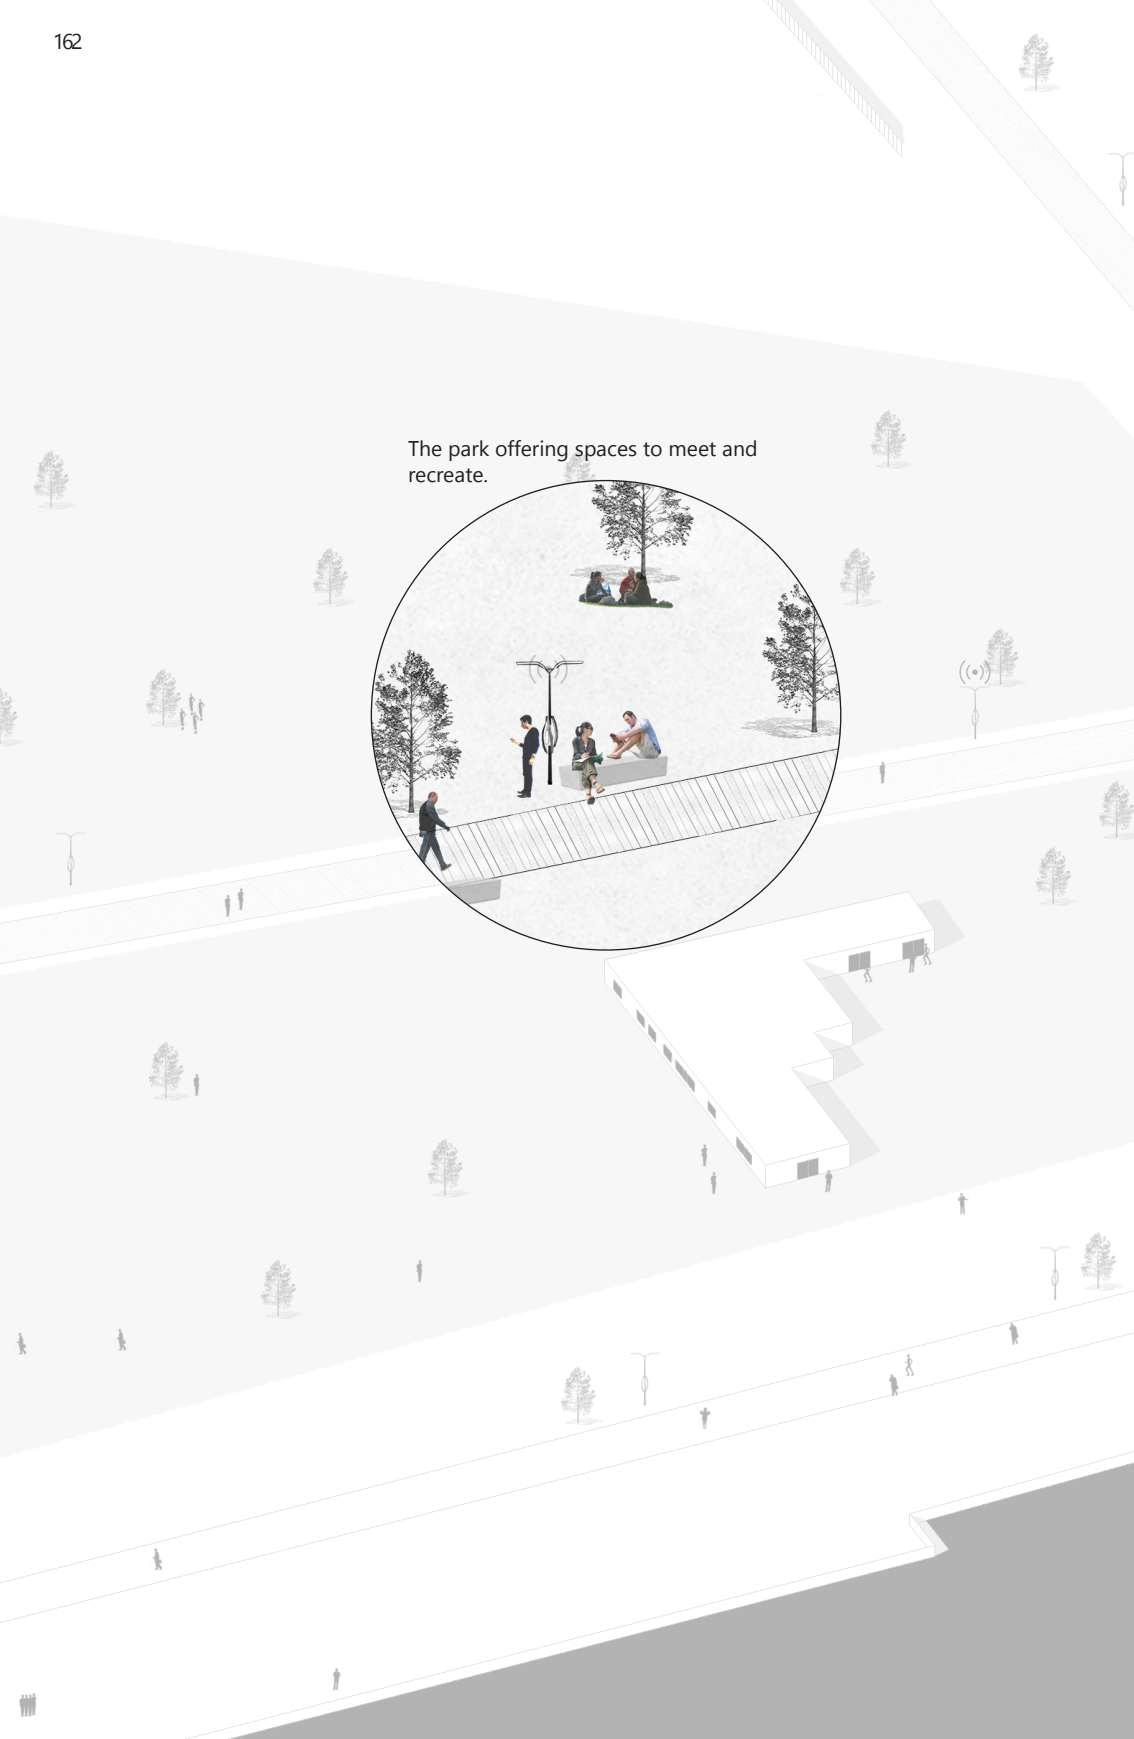 162
The park offering spaces to meet and
recreate.